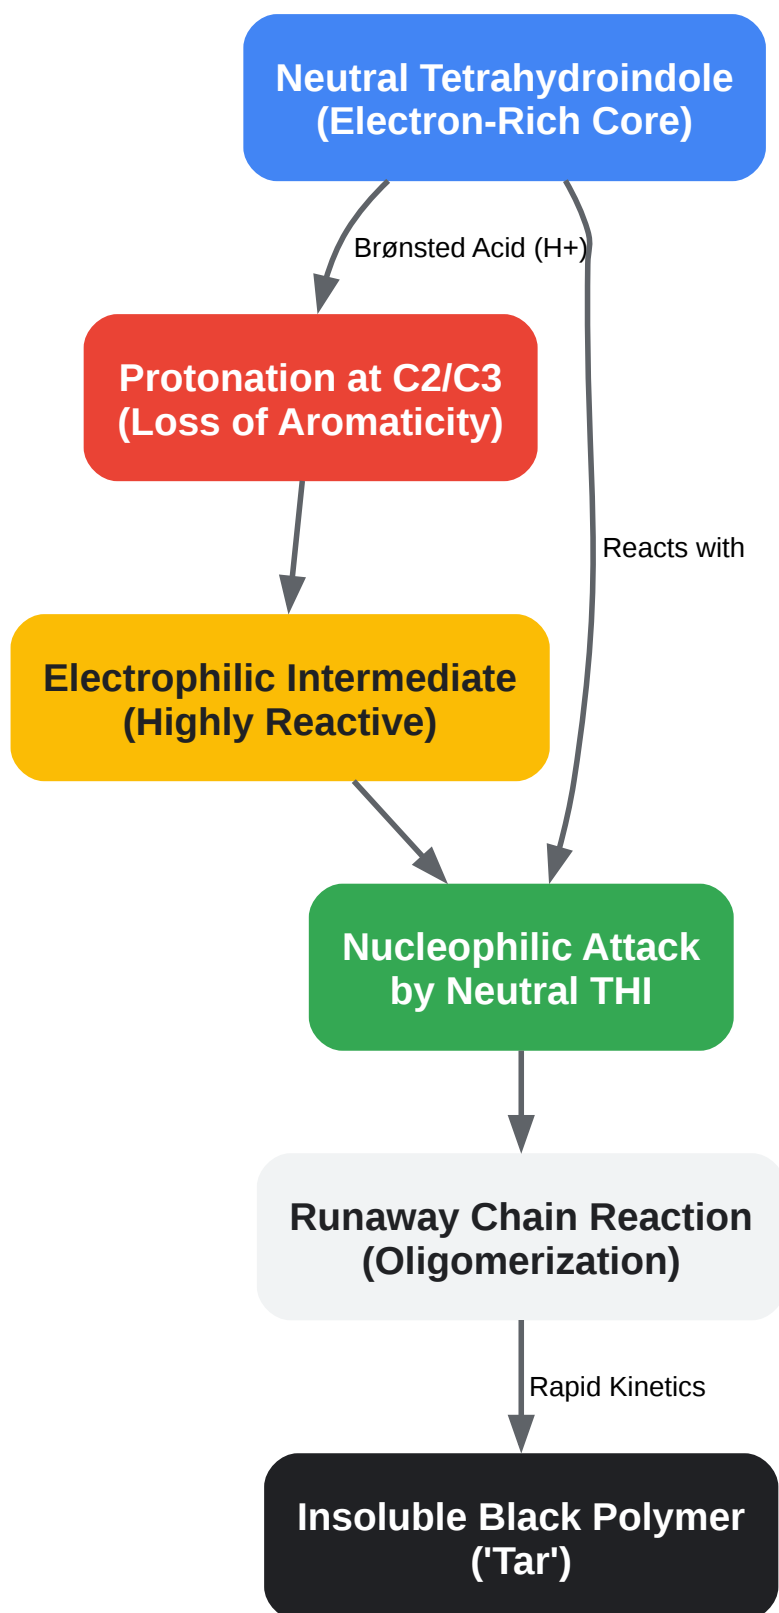 Neutral Tetrahydroindole
(Electron-Rich Core)
Brønsted Acid (H+)
Protonation at C2/C3
(Loss of Aromaticity)
Reacts with
Electrophilic Intermediate
(Highly Reactive)
Nucleophilic Attack
by Neutral THI
Runaway Chain Reaction
(Oligomerization)
Rapid Kinetics
Insoluble Black Polymer
('Tar')